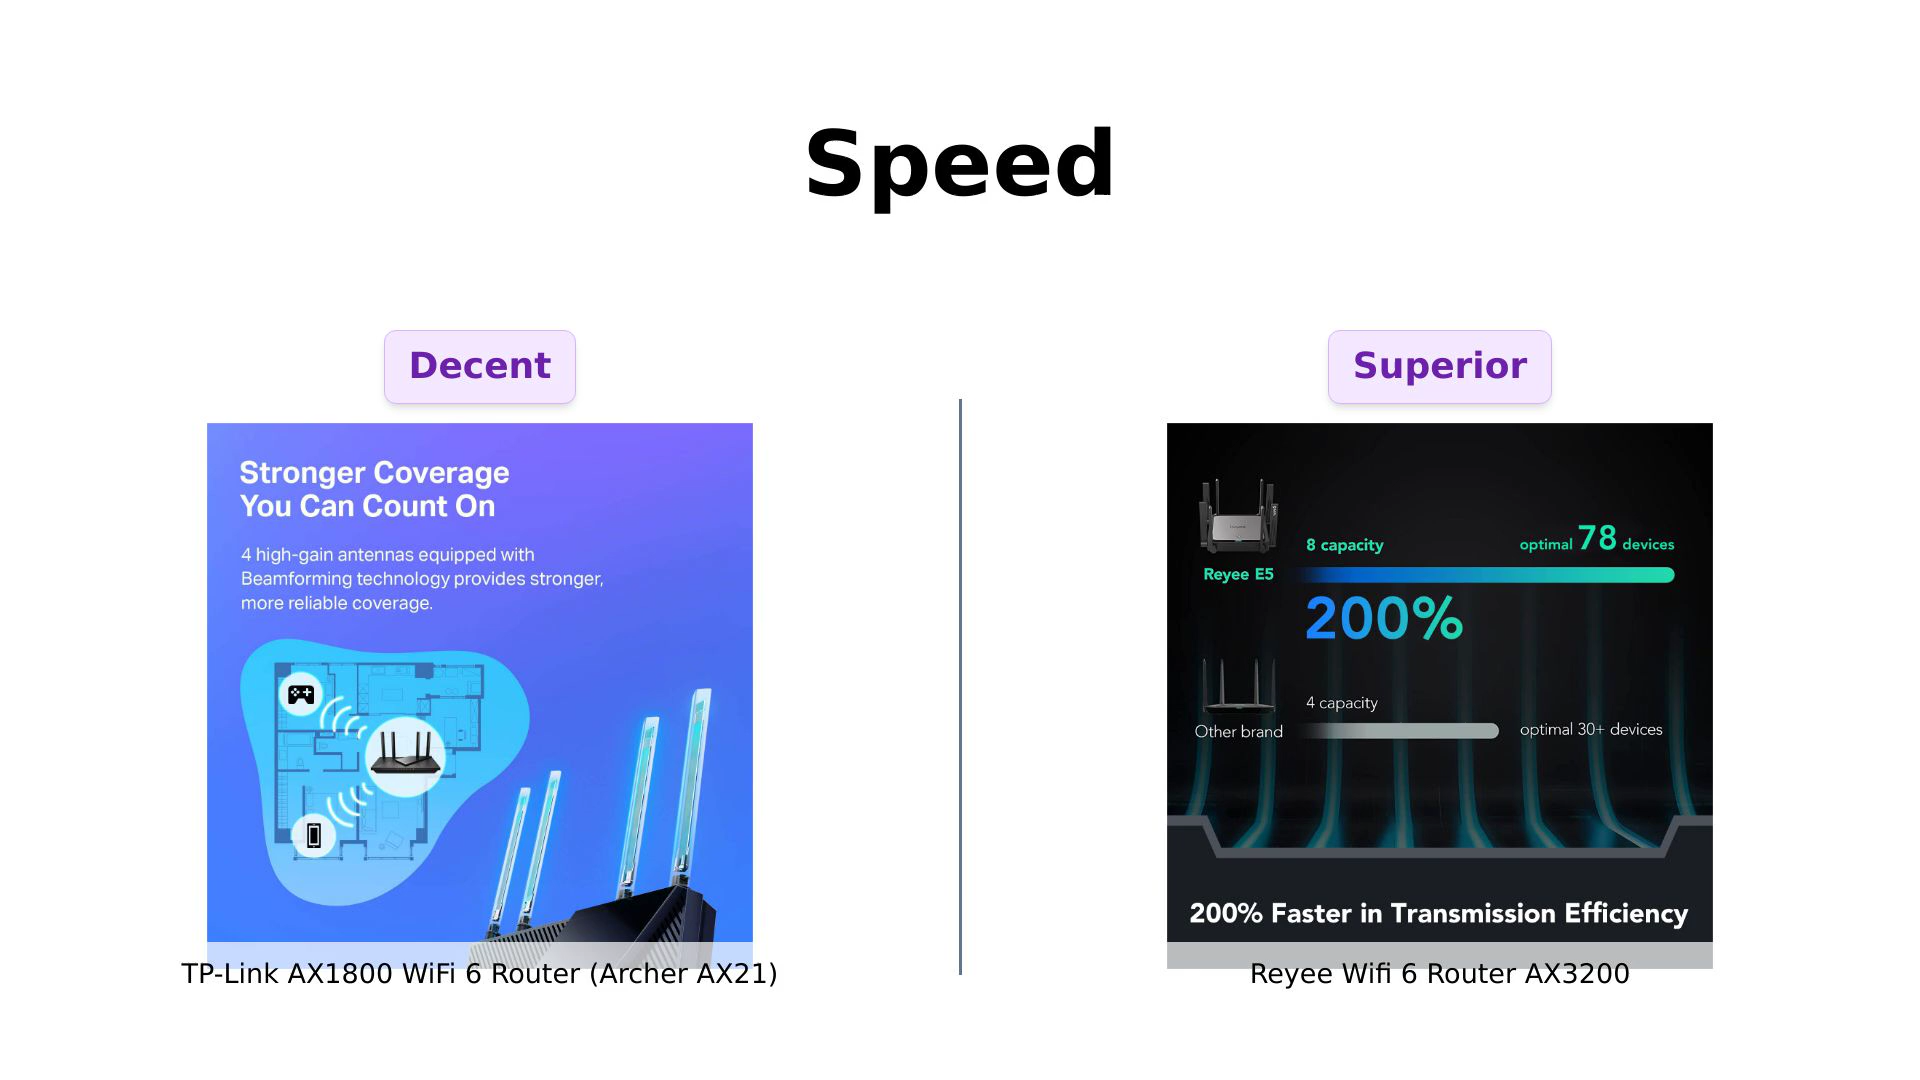 Speed
Decent
Stronger Coverage
You Can Count On
4 high-gain antennas equipped with
Beamforming technology provides stronger,
more reliable coverage.
TP-Link AX1800 WiFi 6 Router (Archer AX21)
Superior
8 capacity
optimal 78 devices
Reyee E5
200%
4 capacity
Other brand
optimal 30+ devices
200% Faster in Transmission Efficiency
Reyee Wifi 6 Router AX3200